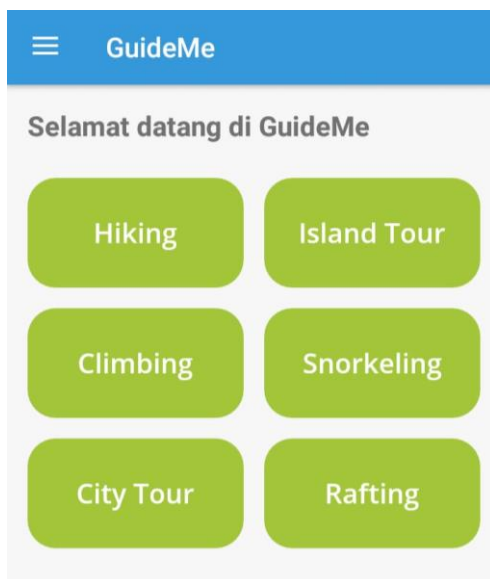 GuideMe
Selamat datang di GuideMe
Hiking
Island Tour
Climbing
Snorkeling
City Tour
Rafting